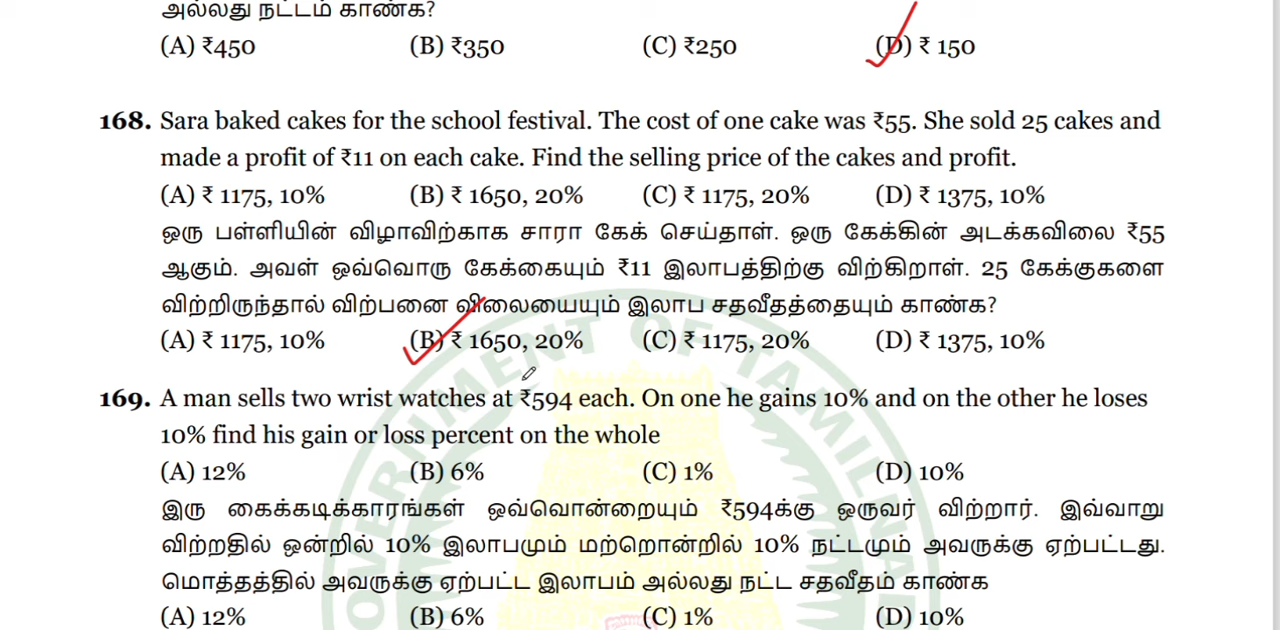 அல்லது நட்டம் காண்க?
(A) ₹450 (B) ₹350 (C) ₹250 (D) ₹ 150
168. Sara baked cakes for the school festival. The cost of one cake was ₹55. She sold 25 cakes and
made a profit of ₹11 on each cake. Find the selling price of the cakes and profit.
(A) ₹ 1175, 10% (B) ₹ 1650, 20% (C) ₹ 1175, 20% (D) ₹ 1375, 10%
ஒரு பள்ளியின் விழாவிற்காக சாரா கேக் செய்தாள். ஒரு கேக்கின் அடக்கவிலை ₹55
ஆகும். அவள் ஒவ்வொரு கேக்கையும் ₹11 இலாபத்திற்கு விற்கிறாள். 25 கேக்குகளை
விற்றிருந்தால் விற்பனை விலையையும் இலாப சதவீதத்தையும் காண்க?
(A) ₹ 1175, 10% (B) ₹ 1650, 20% (C) ₹ 1175, 20% (D) ₹ 1375, 10%
169. A man sells two wrist watches at ₹594 each. On one he gains 10% and on the other he loses
10% find his gain or loss percent on the whole
(A) 12% (B) 6% (C) 1% (D) 10%
இரு கைக்கடிக்காரங்கள் ஒவ்வொன்றையும் ₹594க்கு ஒருவர் விற்றார். இவ்வாறு
விற்றதில் ஒன்றில் 10% இலாபமும் மற்றொன்றில் 10% நட்டமும் அவருக்கு ஏற்பட்டது.
மொத்தத்தில் அவருக்கு ஏற்பட்ட இலாபம் அல்லது நட்ட சதவீதம் காண்க
(A) 12% (B) 6% (C) 1% (D) 10%
GOVERNMENT OF TAMILNA